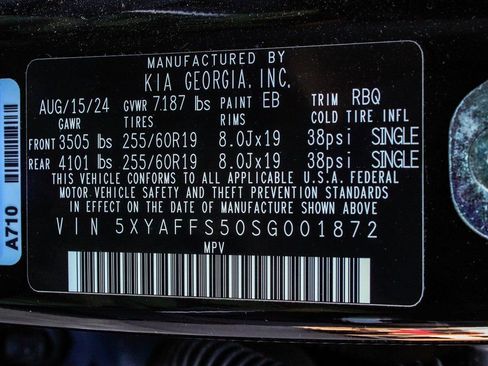 MANUFACTURED BY
KIA GEORGIA, INC.
AUG/15/24 GVWR 7187 lbs PAINT EB TRIM RBQ
GAWR TIRES RIMS COLD TIRE INFL
FRONT 3505 lbs 255/60R19 8.0Jx19 38psi SINGLE
REAR 4101 lbs 255/60R19 8.0Jx19 38psi SINGLE
THIS VEHICLE CONFORMS TO ALL APPLICABLE U.S.A. FEDERAL
MOTOR VEHICLE SAFETY AND THEFT PREVENTION STANDARDS
IN EFFECT ON THE DATE OF MANUFACTURE SHOWN ABOVE
VIN 5XYAFFS50SG001872
MPV
A710